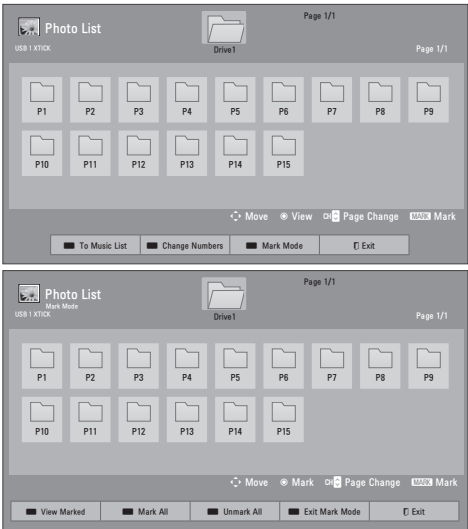 Page 1/1
Photo List
USB 1 XTICK
Drive1
Page 1/1
P1 P2 P3 P4 P5 P6 P7 P8 P9
P10 P11 P12 P13 P14 P15
Move View CH Page Change MARK Mark
To Music List Change Numbers Mark Mode Exit
Page 1/1
Photo List
Mark Mode
USB 1 XTICK
Drive1
Page 1/1
P1 P2 P3 P4 P5 P6 P7 P8 P9
P10 P11 P12 P13 P14 P15
Move Mark CH Page Change MARK Mark
View Marked Mark All Unmark All Exit Mark Mode Exit